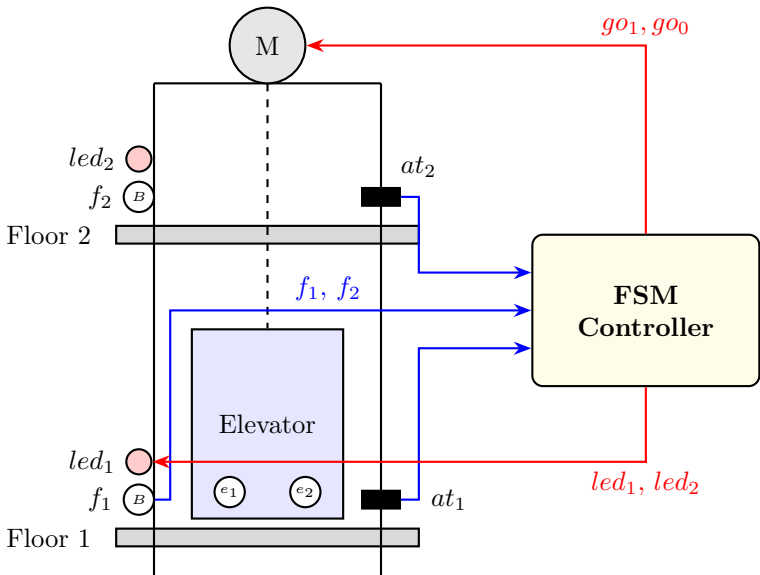 M
go₁, go₀
led₂
at₂
f₂ B
Floor 2
f₁, f₂
FSM
Controller
Elevator
led₁
led₁, led₂
e₁ e₂
f₁ B
at₁
Floor 1